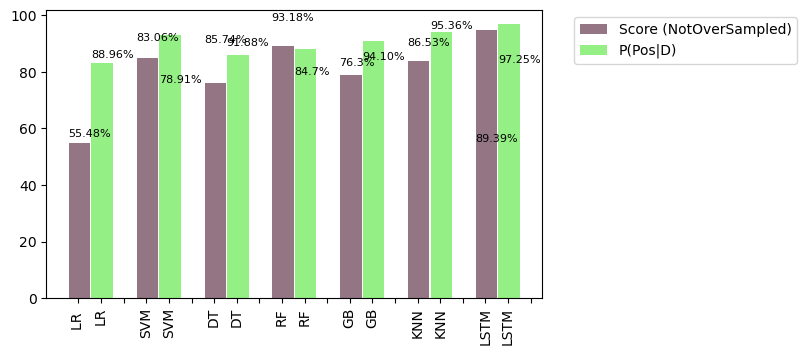 100
80
60
40
20
0
55.48%
88.96%
83.06%
78.91%
85.74%
91.88%
93.18%
84.7%
76.3%
94.10%
86.53%
95.36%
89.39%
97.25%
LR
LR
SVM
SVM
DT
DT
RF
RF
GB
GB
KNN
KNN
LSTM
LSTM
Score (NotOverSampled)
P(Pos|D)